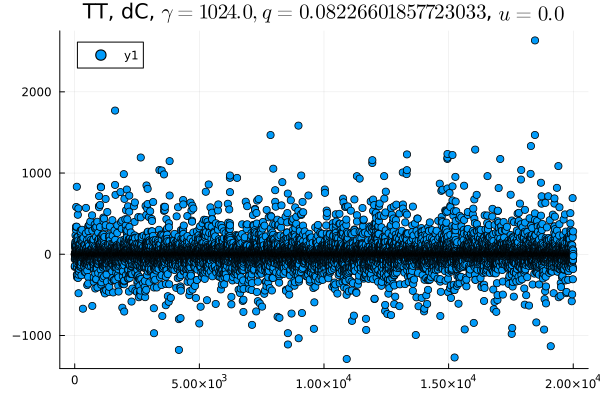 TT, dC, γ = 1024.0, q = 0.08226601857723033, u = 0.0
y1
2000
1000
0
−1000
0 5.00×10³ 1.00×10⁴ 1.50×10⁴ 2.00×10⁴